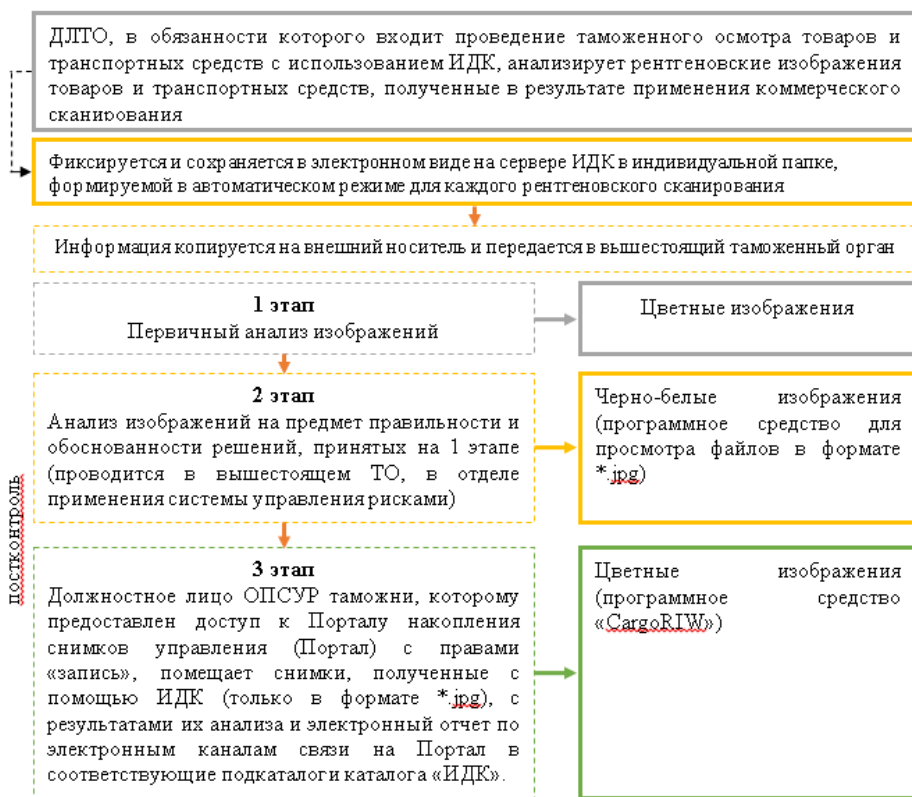 ДЛТО, в обязанности которого входит проведение таможенного осмотра товаров и
транспортных средств с использованием ИДК, анализирует рентгеновские изображения
товаров и транспортных средств, полученные в результате применения коммерческого
сканирования
Фиксируется и сохраняется в электронном виде на сервере ИДК в индивидуальной папке,
формируемой в автоматическом режиме для каждого рентгеновского сканирования
Информация копируется на внешний носитель и передается в вышестоящий таможенный орган
1 этап
Первичный анализ изображений
Цветные изображения
2 этап
Анализ изображений на предмет правильности и
обоснованности решений, принятых на 1 этапе
(проводится в вышестоящем ТО, в отделе
применения системы управления рисками)
Черно-белые изображения
(программное средство для
просмотра файлов в формате
*.jpg)
постконтроль
3 этап
Должностное лицо ОПСУР таможни, которому
предоставлен доступ к Порталу накопления
снимков управления (Портал) с правами
«запись», помещает снимки, полученные с
помощью ИДК (только в формате *.jpg), с
результатами их анализа и электронный отчет по
электронным каналам связи на Портал в
соответствующие подкаталоги каталога «ИДК».
Цветные изображения
(программное средство
«CargoRIW»)